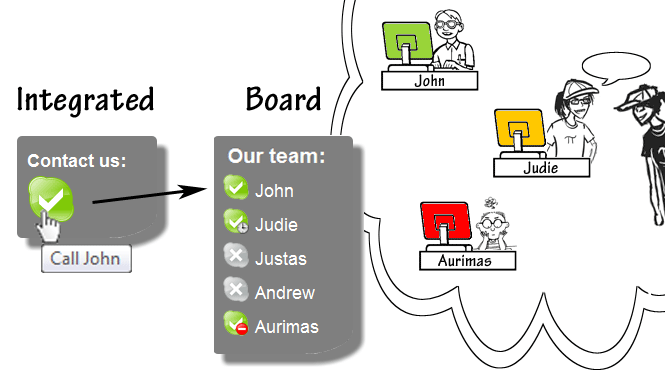 Integrated
Contact us:
Call John
Board
Our team:
John
Judie
Justas
Andrew
Aurimas
John
Judie
Aurimas